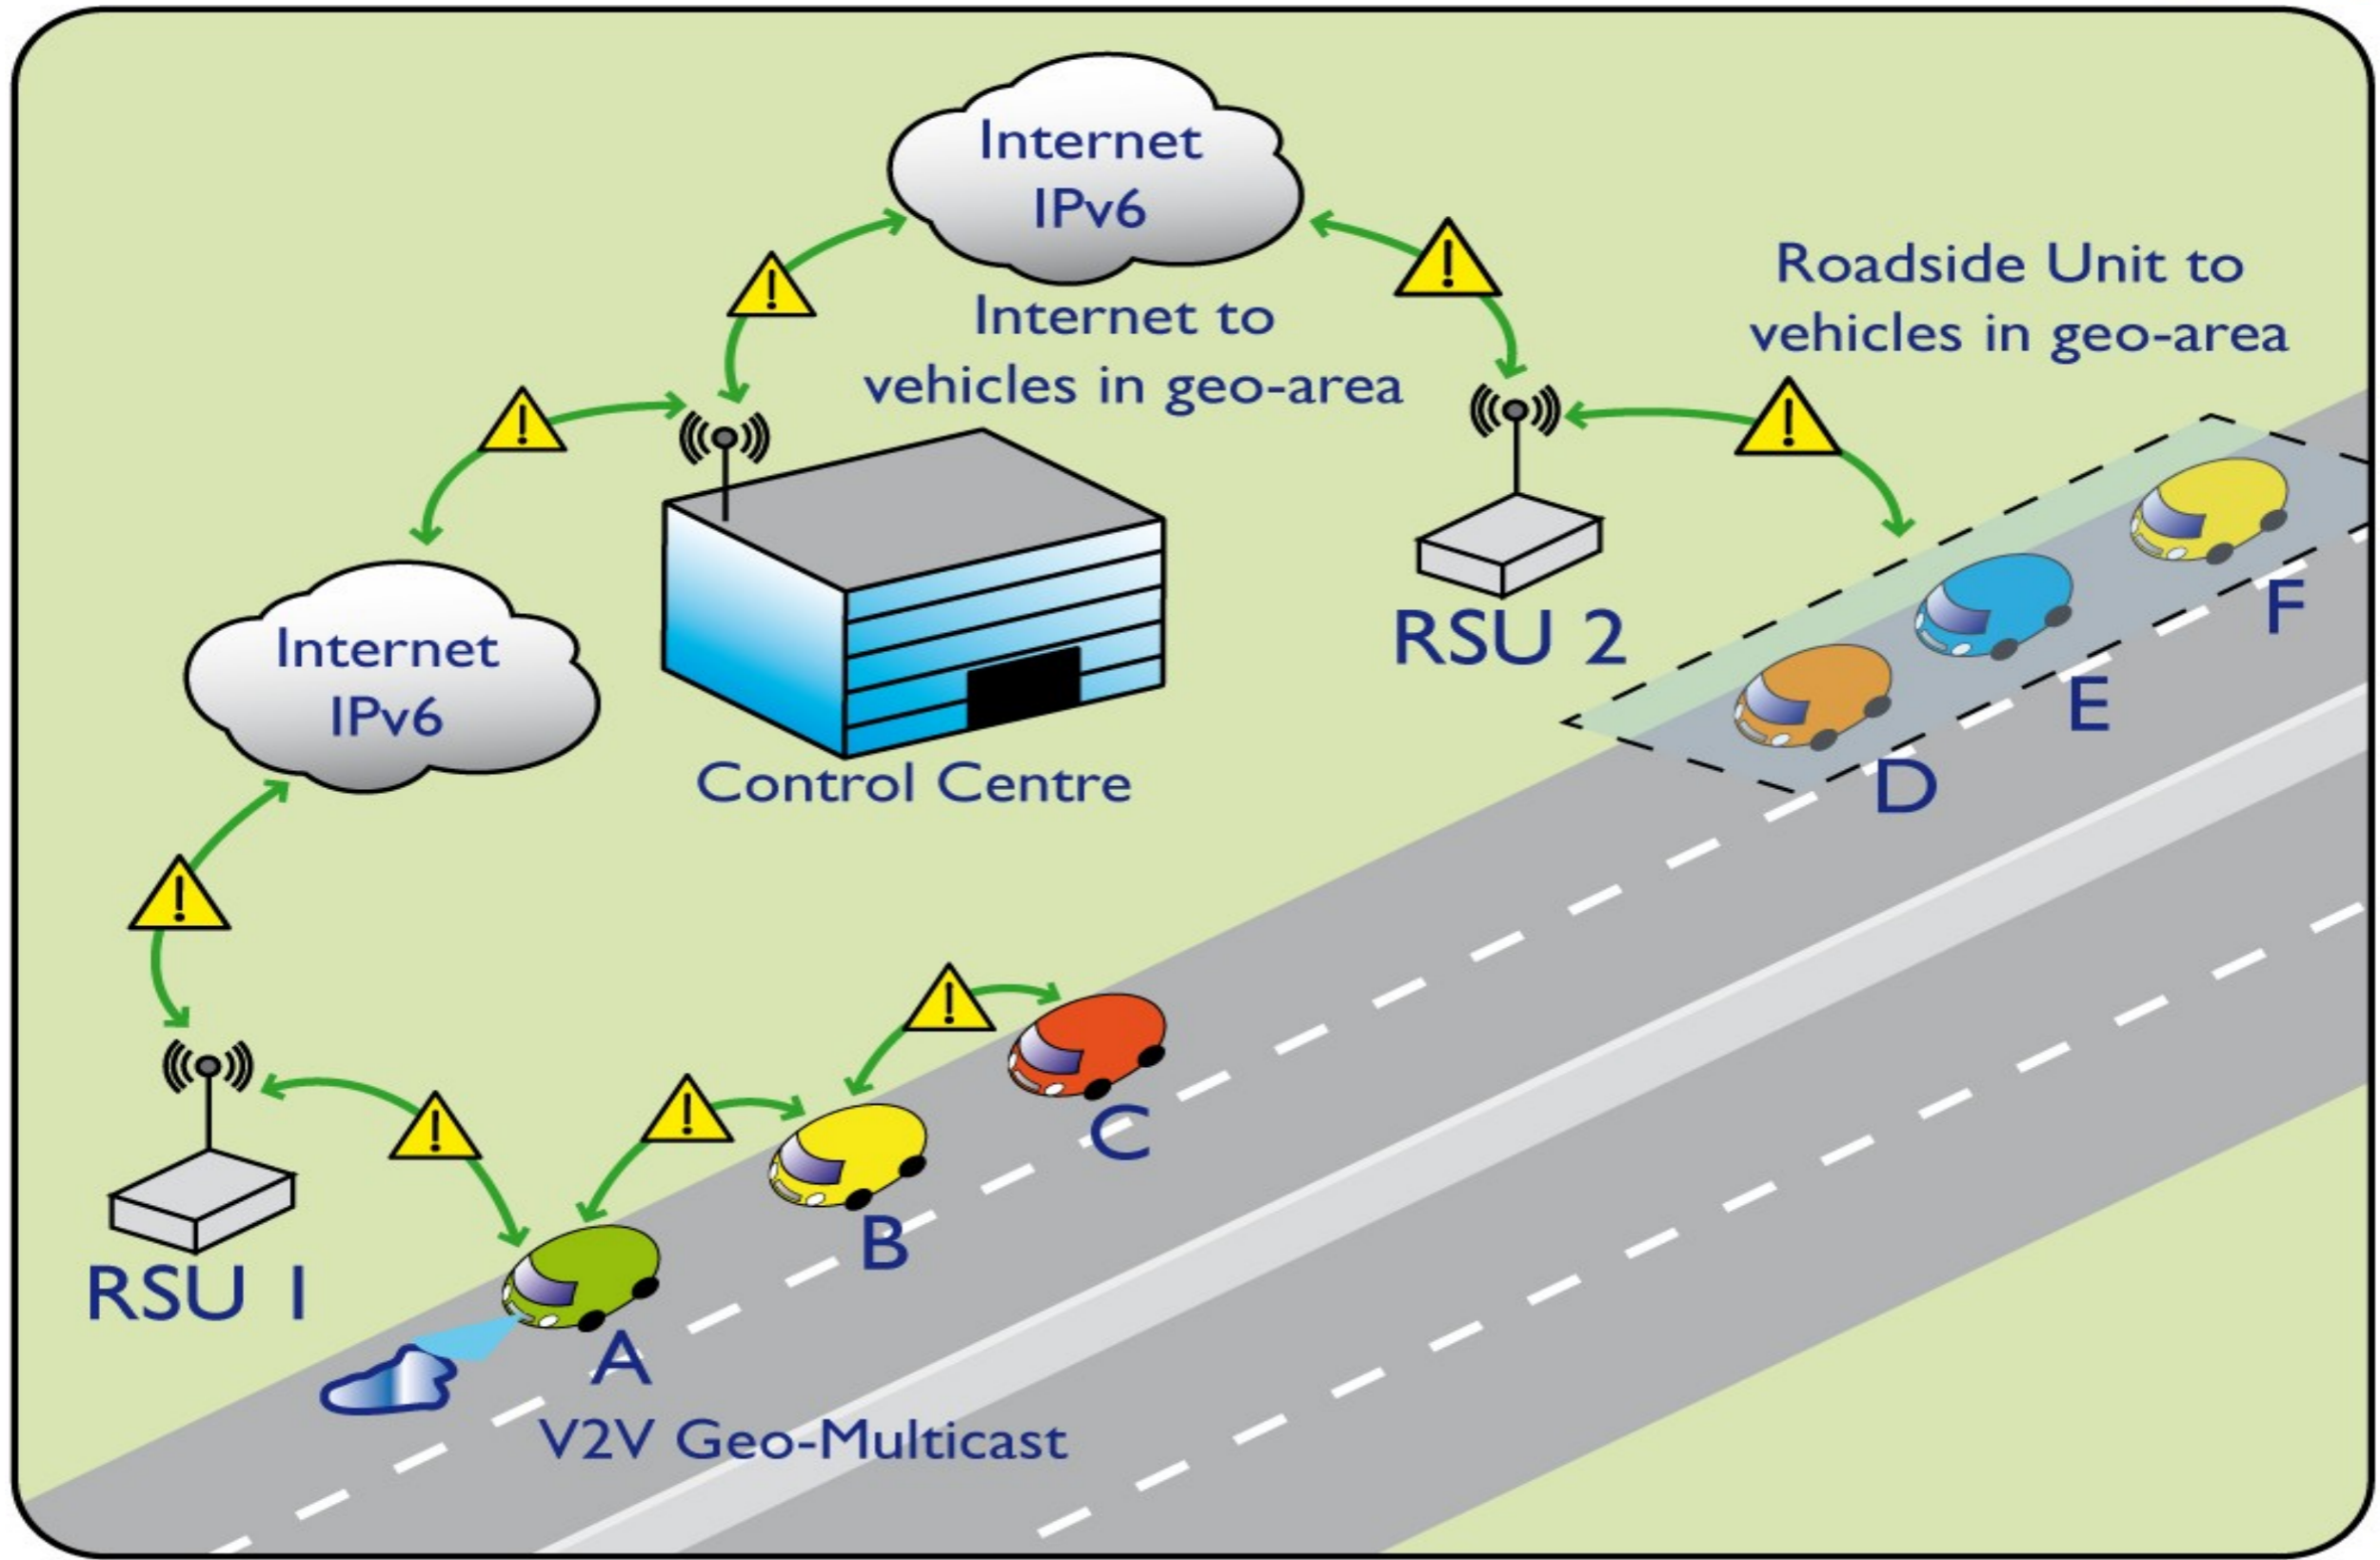 Internet
IPv6
Internet to
vehicles in geo-area
Roadside Unit to
vehicles in geo-area
RSU 2
F
E
D
Internet
IPv6
Control Centre
C
B
RSU 1
A
V2V Geo-Multicast
!
!
!
!
!
!
!
!